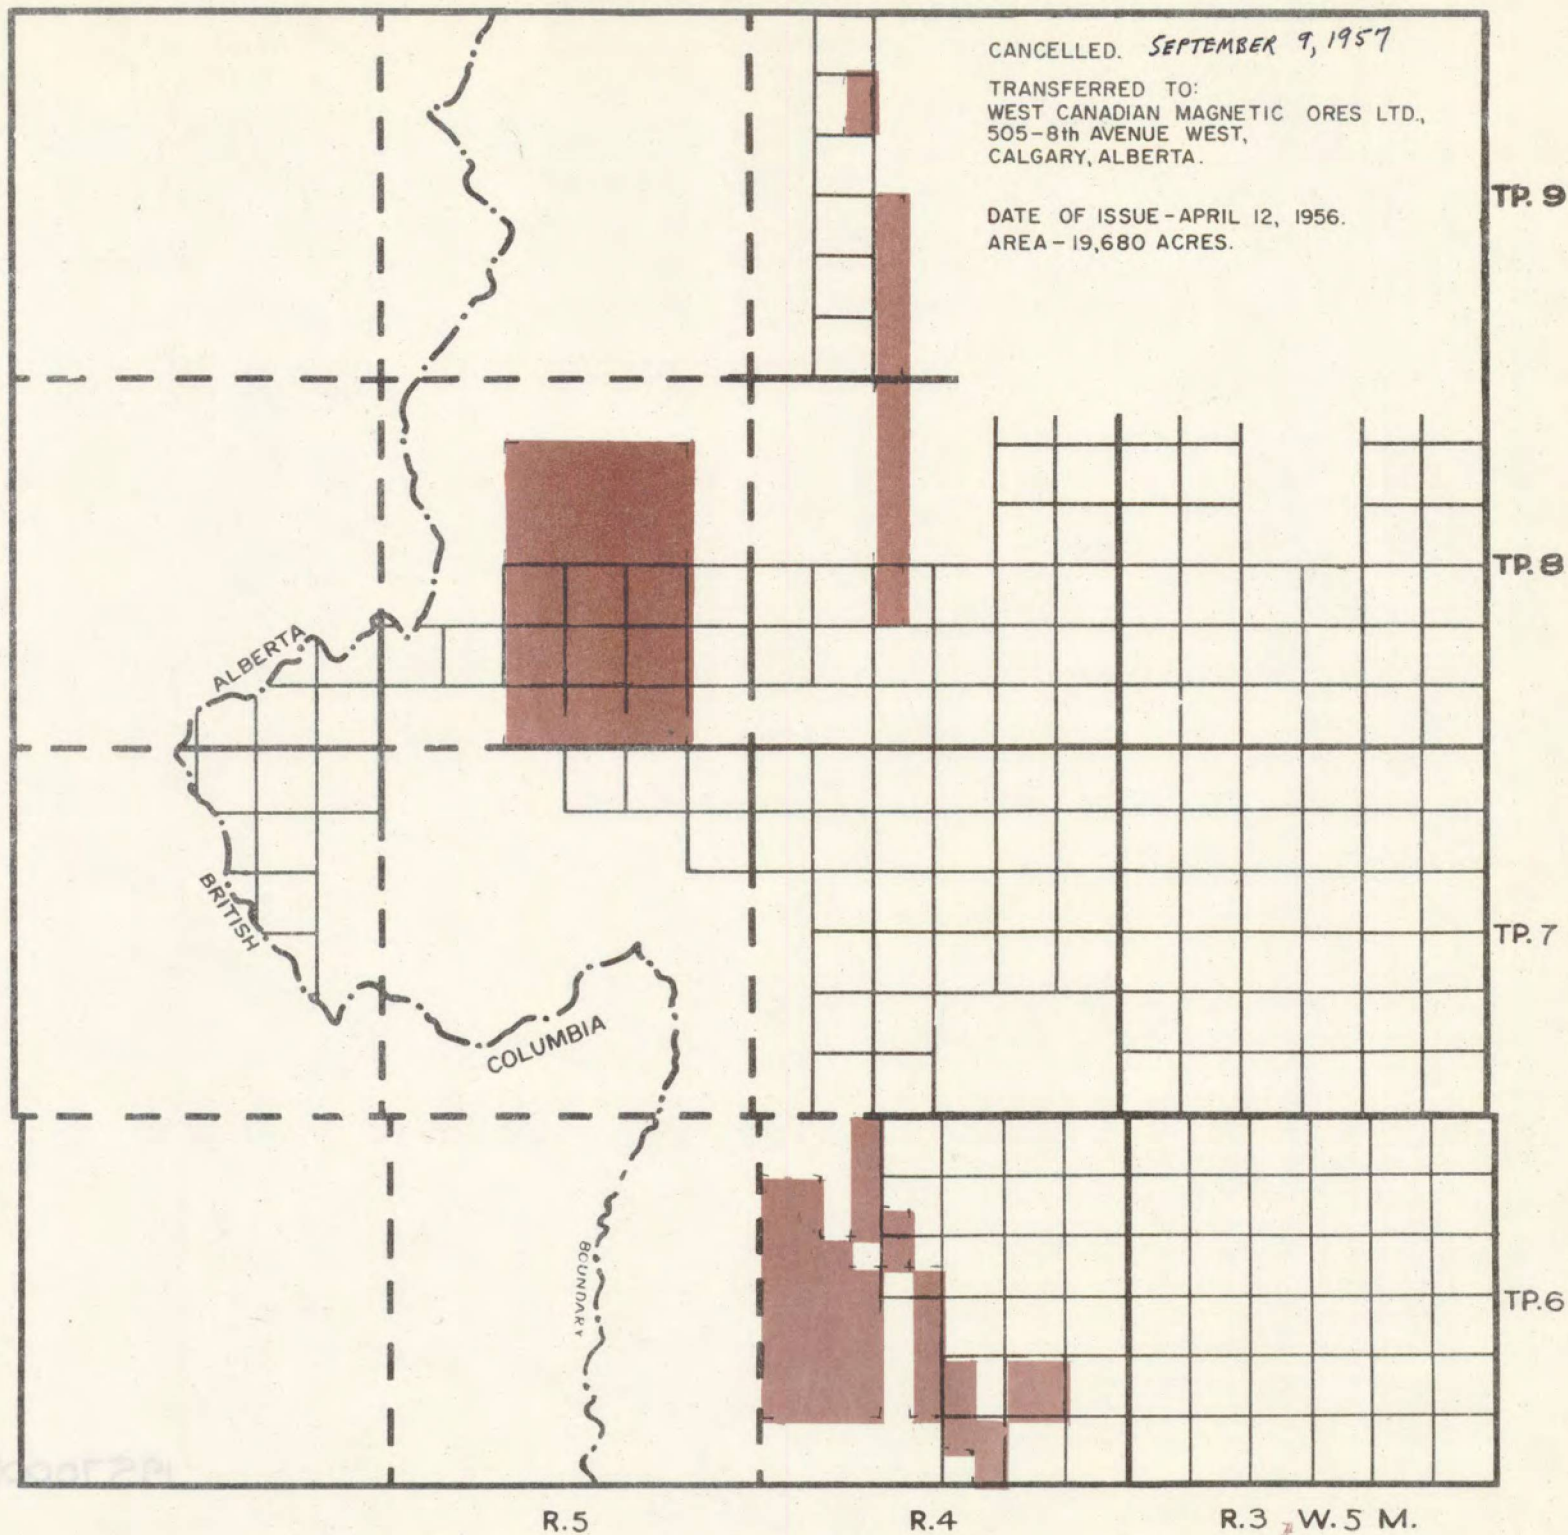 CANCELLED. SEPTEMBER 9, 1957
TRANSFERRED TO:
WEST CANADIAN MAGNETIC ORES LTD.,
505-8th AVENUE WEST,
CALGARY, ALBERTA.
DATE OF ISSUE-APRIL 12, 1956.
AREA-19,680 ACRES.
TP. 9
TP. 8
ALBERTA
BRITISH
TP. 7
COLUMBIA
BOUNDARY
TP.6
R.5
R.4
R.3 W.5 M.